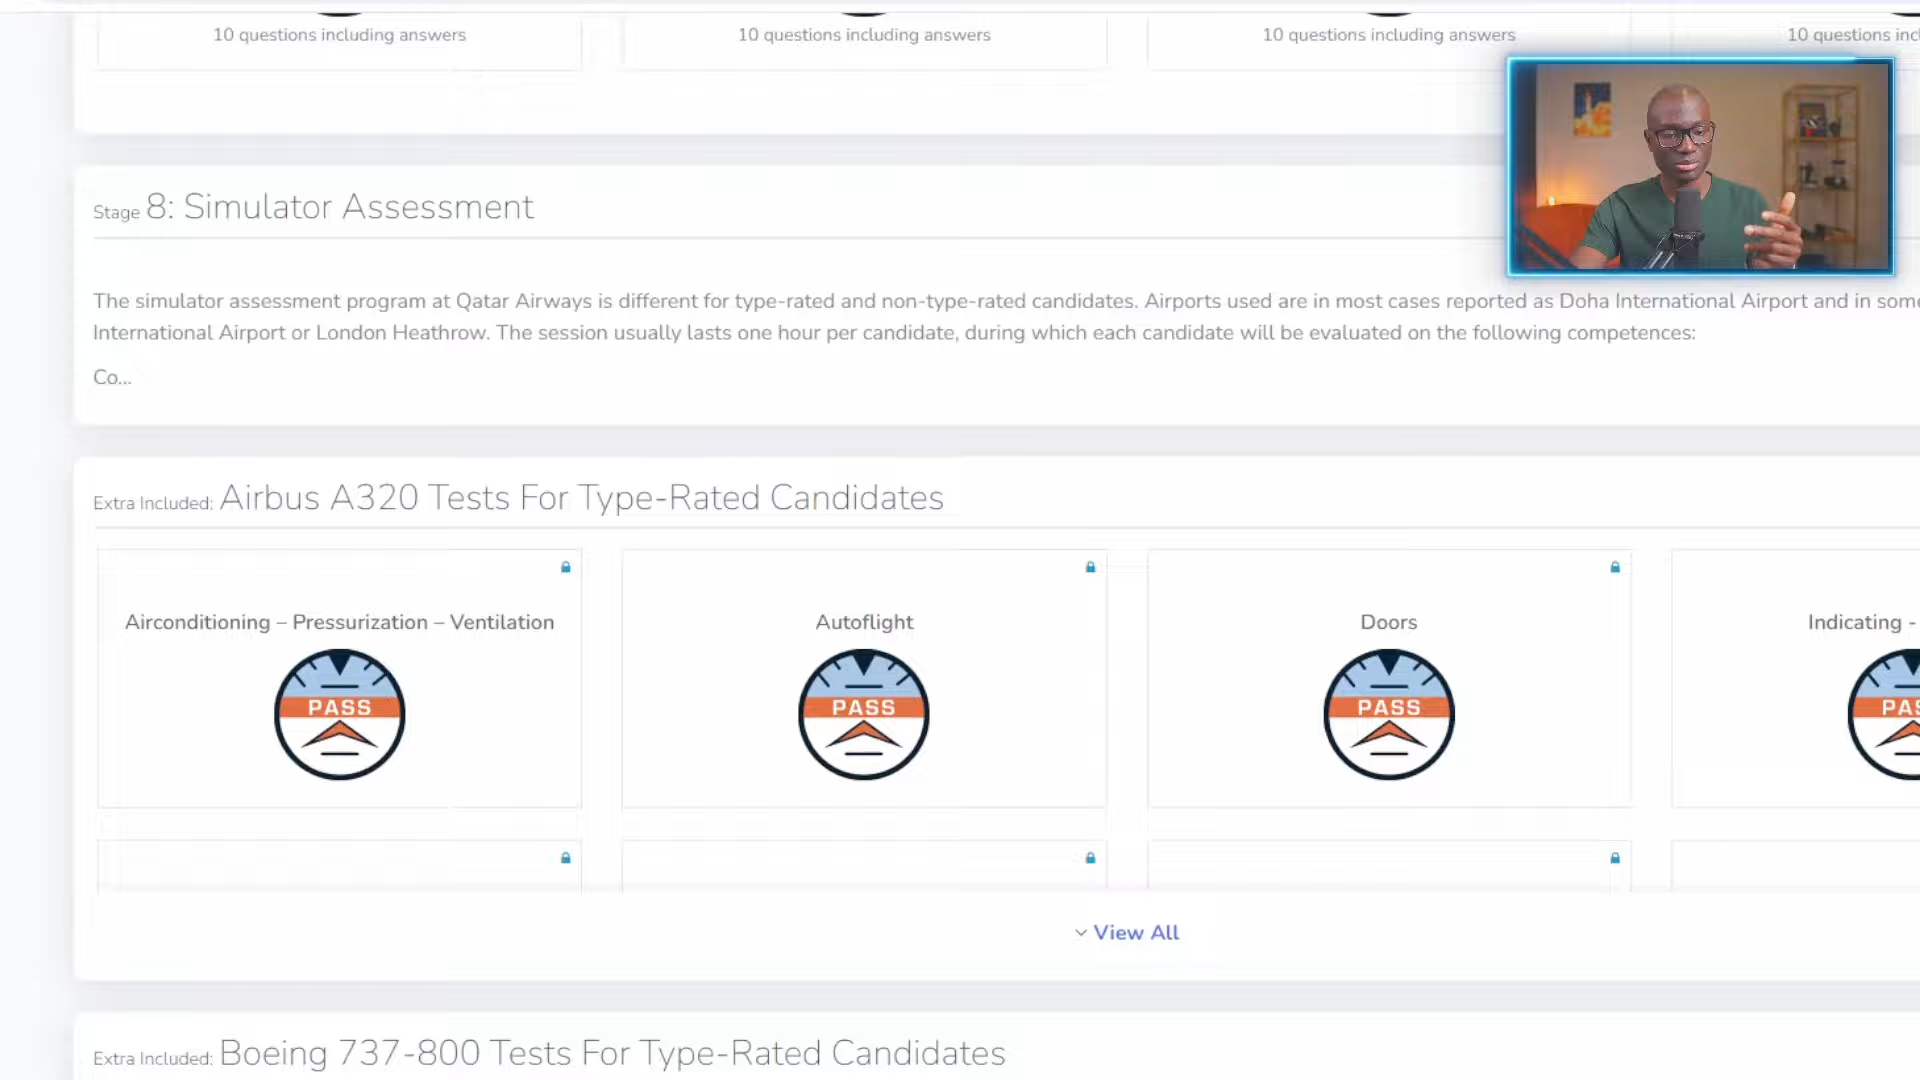 10 questions including answers
10 questions including answers
10 questions including answers
10 questions
Stage 8: Simulator Assessment
The simulator assessment program at Qatar Airways is different for type-rated and non-type-rated candidates. Airports used are in most cases reported as Doha International Airport and in
International Airport or London Heathrow. The session usually lasts one hour per candidate, during which each candidate will be evaluated on the following competences:
Co...
Extra Included: Airbus A320 Tests For Type-Rated Candidates
Airconditioning – Pressurization – Ventilation
Autoflight
Doors
Indicating -
PASS
PASS
PASS
View All
Extra Included: Boeing 737-800 Tests For Type-Rated Candidates